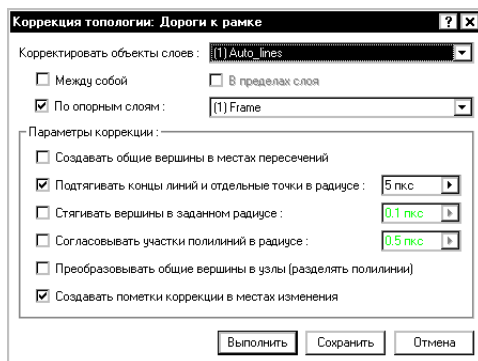 Коррекция топологии: Дороги к рамке
Корректировать объекты слоев : (1) Auto_lines
Между собой В пределах слоя
По опорным слоям : (1) Frame
Параметры коррекции :
Создавать общие вершины в местах пересечений
Подтягивать концы линий и отдельные точки в радиусе : 5 пкс
Стягивать вершины в заданном радиусе : 0.1 пкс
Согласовывать участки полилиний в радиусе : 0.5 пкс
Преобразовывать общие вершины в узлы (разделять полилинии)
Создавать пометки коррекции в местах изменения
Выполнить Сохранить Отмена